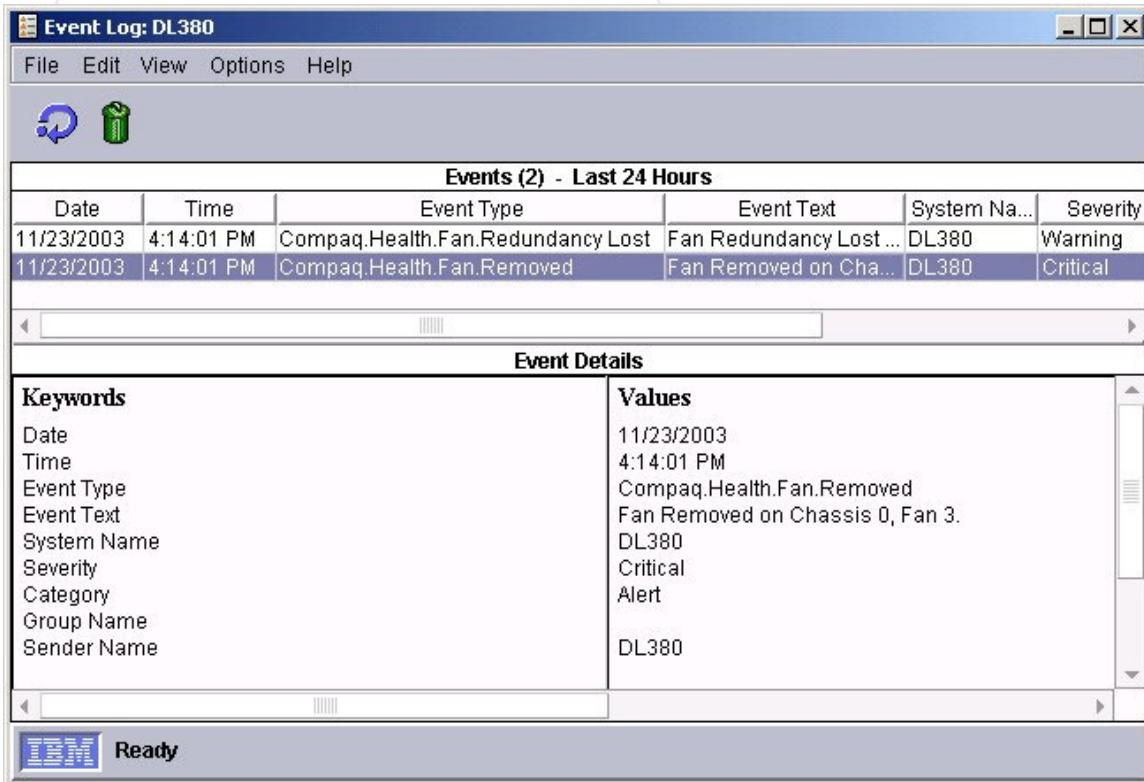 Event Log: DL380
File Edit View Options Help
Events (2) - Last 24 Hours
Date Time Event Type Event Text System Na... Severity
11/23/2003 4:14:01 PM Compaq.Health.Fan.Redundancy Lost Fan Redundancy Lost ... DL380 Warning
11/23/2003 4:14:01 PM Compaq.Health.Fan.Removed Fan Removed on Cha... DL380 Critical
Event Details
Keywords Values
Date 11/23/2003
Time 4:14:01 PM
Event Type Compaq.Health.Fan.Removed
Event Text Fan Removed on Chassis 0, Fan 3.
System Name DL380
Severity Critical
Category Alert
Group Name
Sender Name DL380
IBM Ready